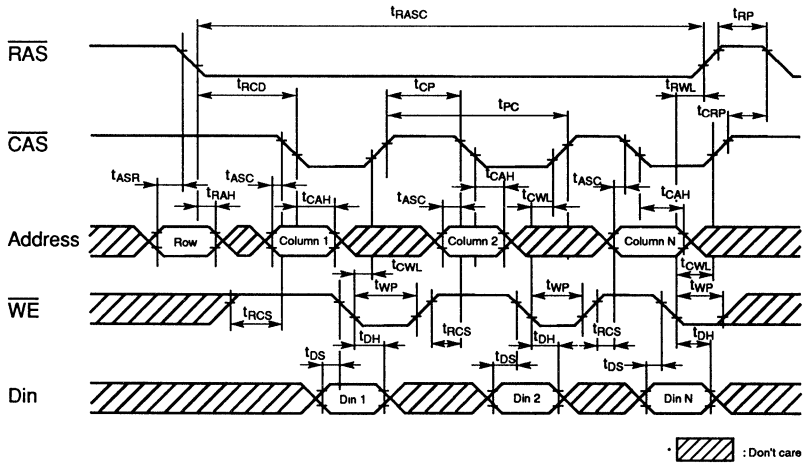 tRASC
tRP
RAS
tRCD
tCP
tPC
tRWL
tCRP
CAS
tASR
tRAH
tASC
tCAH
tASC
tCAH
tCWL
tASC
tCAH
Address
Row
Column 1
Column 2
Column N
tCWL
tWP
tWP
tCWL
tWP
WE
tRCS
tRCS
tRCS
tDS
tDH
tDS
tDH
tDS
tDH
Din
Din 1
Din 2
Din N
: Don't care